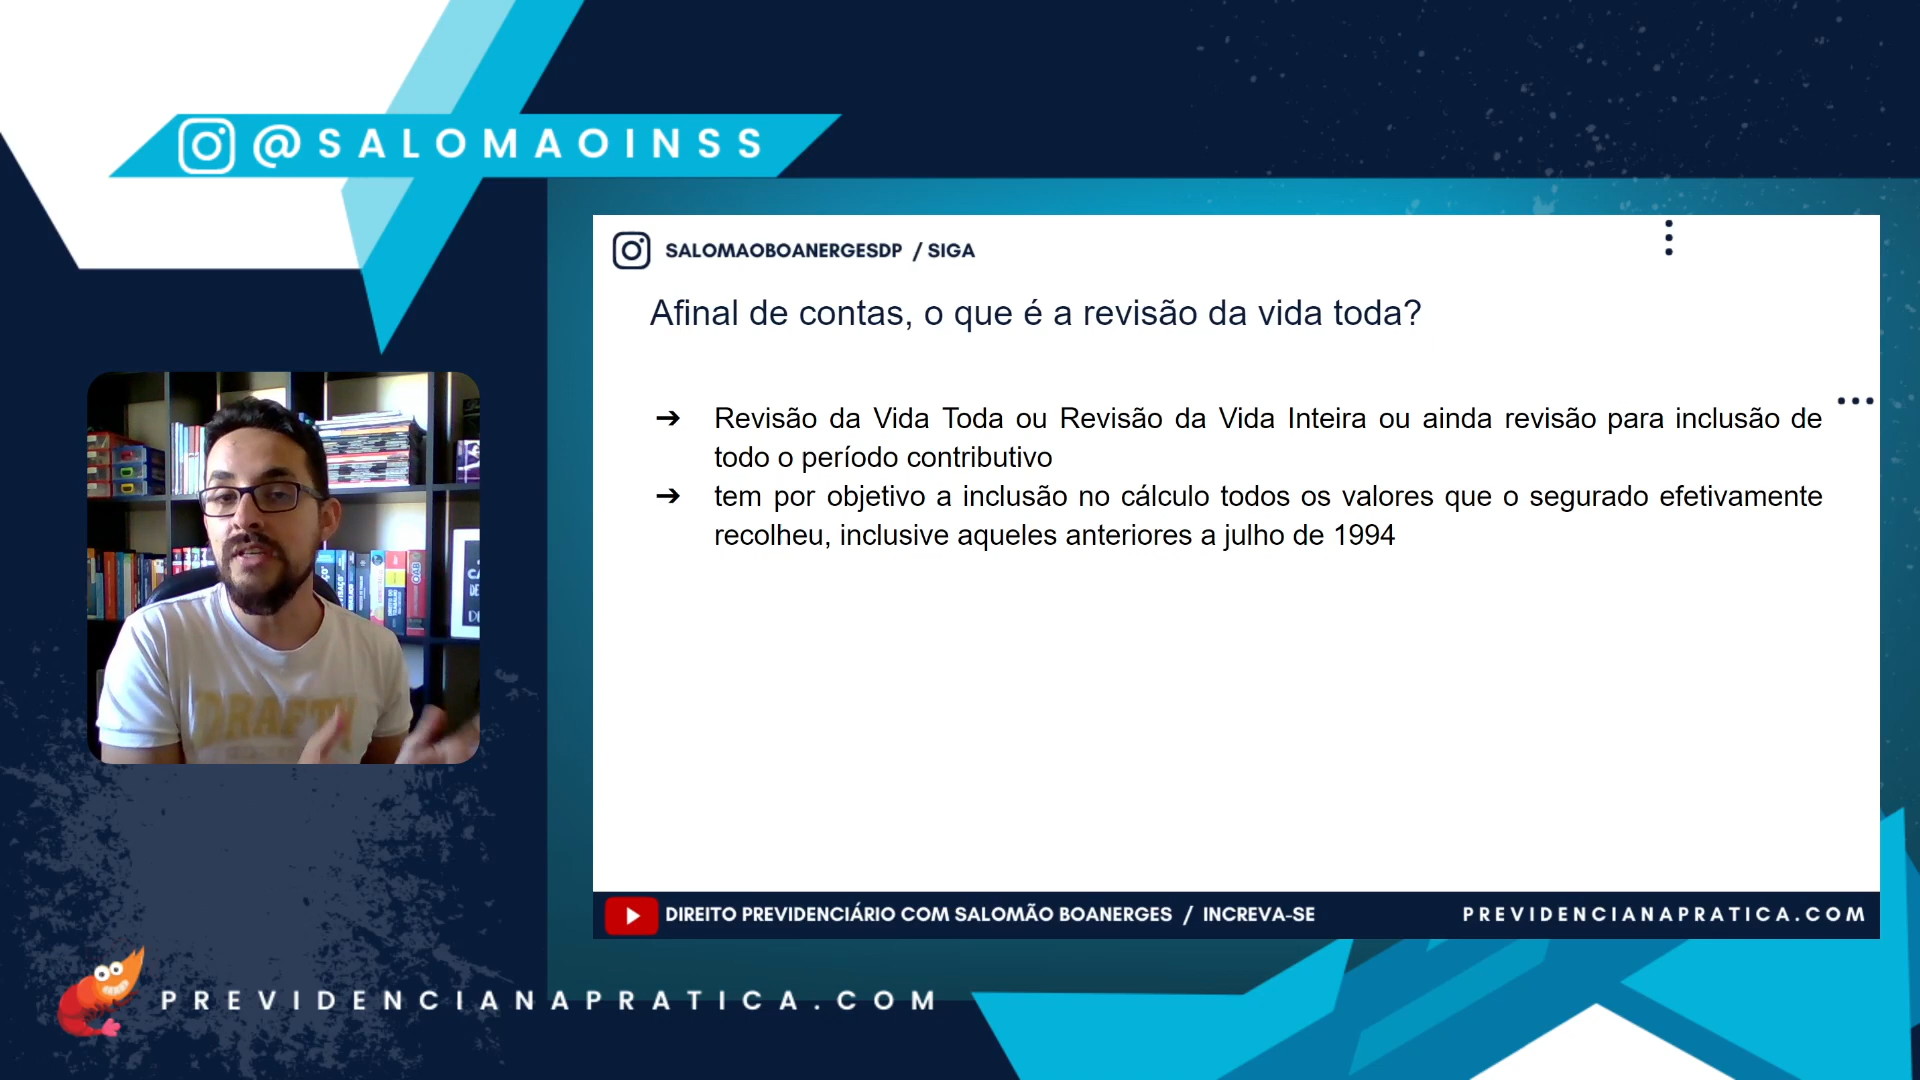 @SALOMAOINSS
SALOMAOBOANERGESDP / SIGA
Afinal de contas, o que é a revisão da vida toda?
➔ Revisão da Vida Toda ou Revisão da Vida Inteira ou ainda revisão para inclusão de
todo o período contributivo
➔ tem por objetivo a inclusão no cálculo todos os valores que o segurado efetivamente
recolheu, inclusive aqueles anteriores a julho de 1994
DIREITO PREVIDENCIÁRIO COM SALOMÃO BOANERGES / INCREVA-SE
PREVIDENCIANAPRATICA.COM
PREVIDENCIANAPRATICA.COM